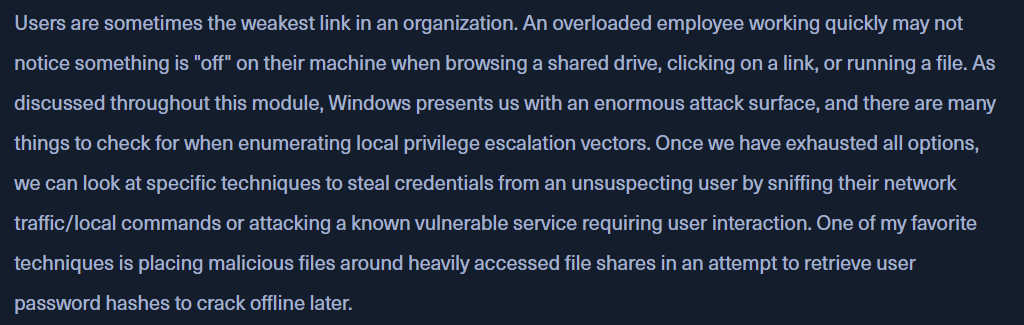 Users are sometimes the weakest link in an organization. An overloaded employee working quickly may not
notice something is "off" on their machine when browsing a shared drive, clicking on a link, or running a file. As
discussed throughout this module, Windows presents us with an enormous attack surface, and there are many
things to check for when enumerating local privilege escalation vectors. Once we have exhausted all options,
we can look at specific techniques to steal credentials from an unsuspecting user by sniffing their network
traffic/local commands or attacking a known vulnerable service requiring user interaction. One of my favorite
techniques is placing malicious files around heavily accessed file shares in an attempt to retrieve user
password hashes to crack offline later.